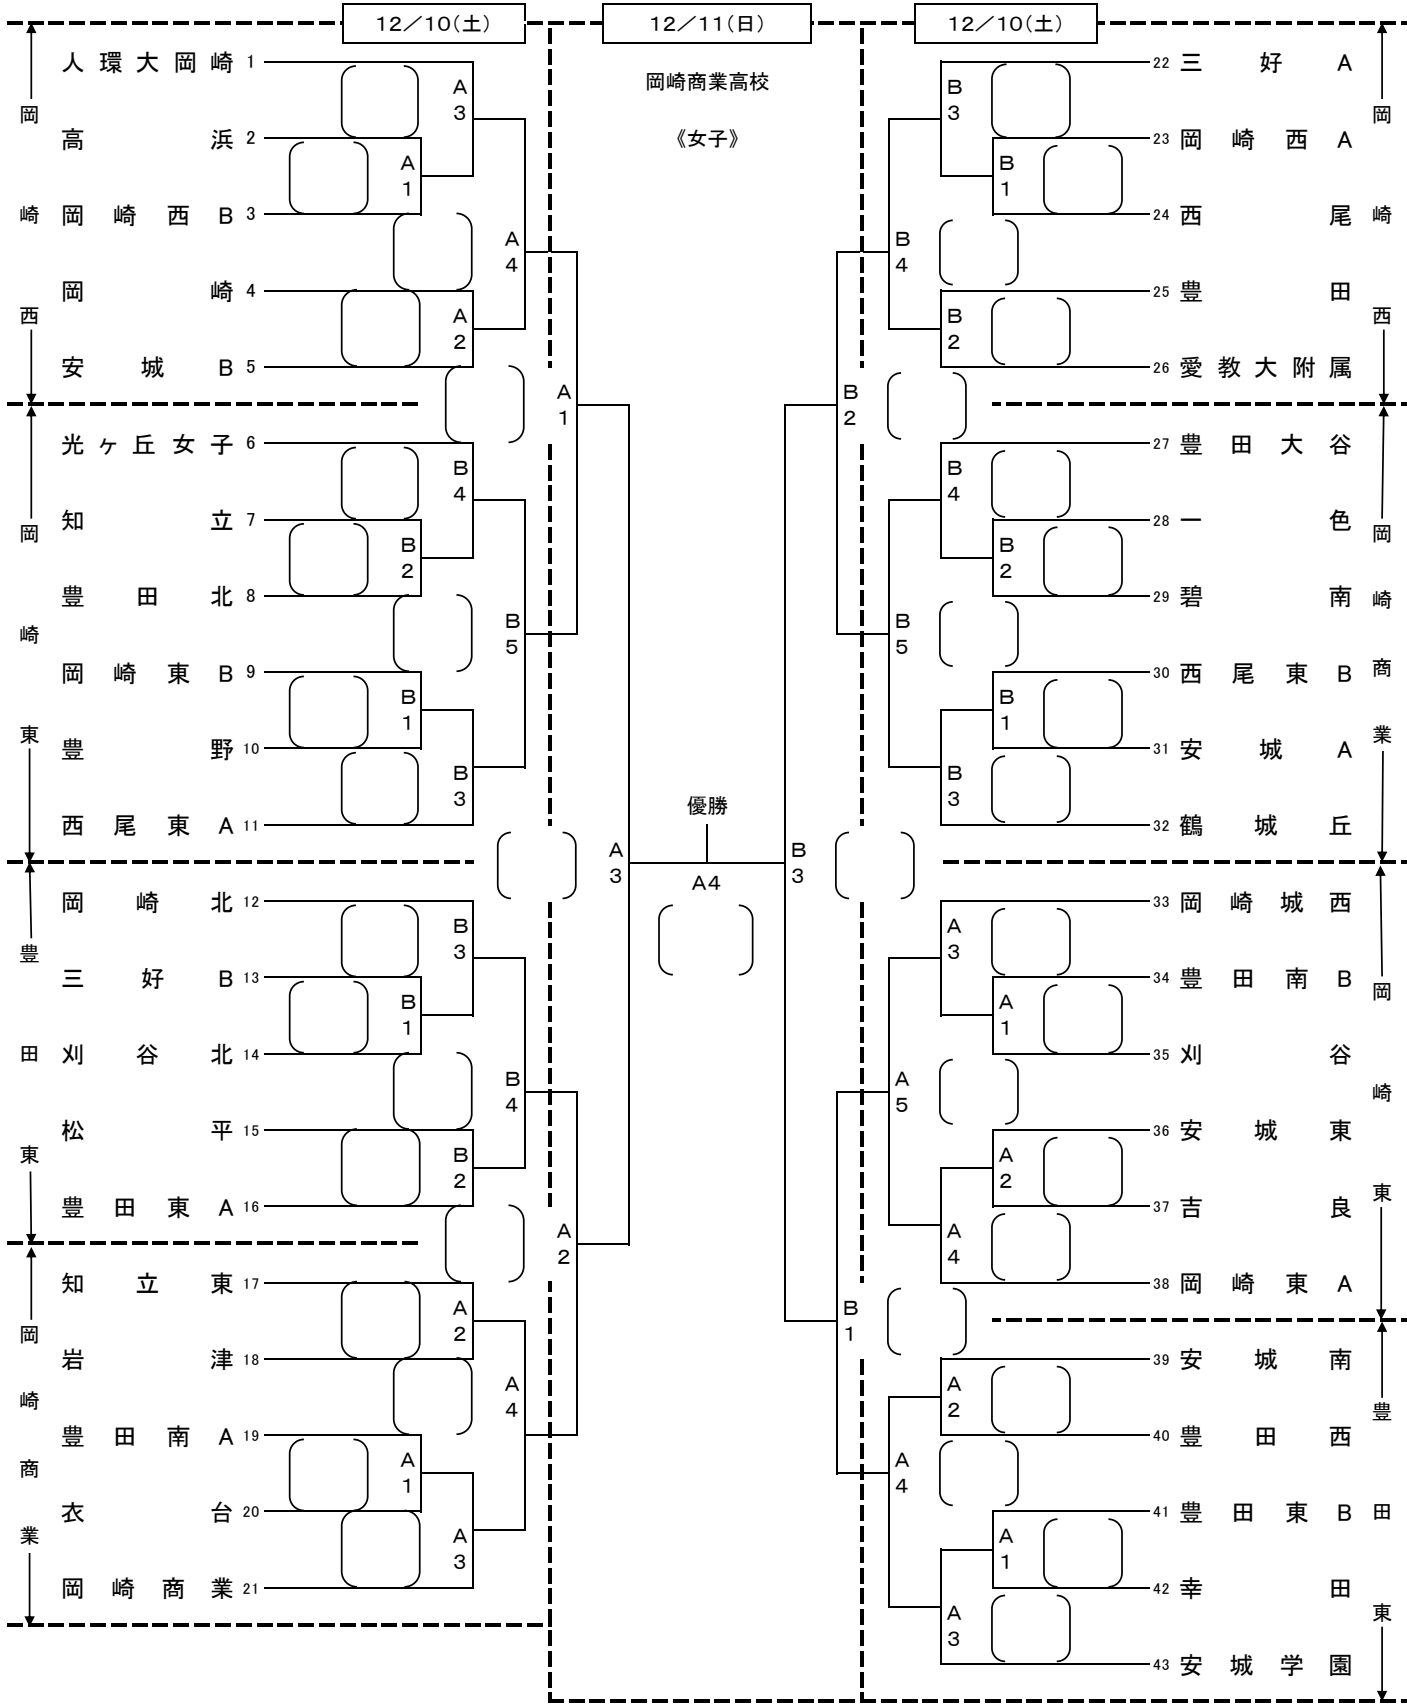 12／10(土)
12／11(日)
12／10(土)
岡崎商業高校
《女子》
岡崎西
人環大岡崎 1
高浜 2
岡崎西B 3
岡崎 4
安城B 5
A3
A1
A4
A2
A1
岡崎東
光ヶ丘女子 6
知立 7
豊田北 8
岡崎東B 9
豊野 10
西尾東A 11
B4
B2
B5
B1
B3
A3
豊田東
岡崎北 12
三好B 13
刈谷北 14
松平 15
豊田東A 16
B3
B1
B4
B2
A2
岡崎商業
知立東 17
岩津 18
豊田南A 19
衣台 20
岡崎商業 21
A2
A4
A1
A3
優勝
A4
岡崎西
22 三好A
23 岡崎西A
24 西尾
25 豊田
26 愛教大附属
B3
B1
B4
B2
B2
岡崎商業
27 豊田大谷
28 一色
29 碧南
30 西尾東B
31 安城A
32 鶴城丘
B4
B2
B5
B1
B3
B3
岡崎東
33 岡崎城西
34 豊田南B
35 刈谷
36 安城東
37 吉良
38 岡崎東A
A3
A1
A5
A2
A4
B1
豊田東
39 安城南
40 豊田西
41 豊田東B
42 幸田
43 安城学園
A2
A4
A1
A3